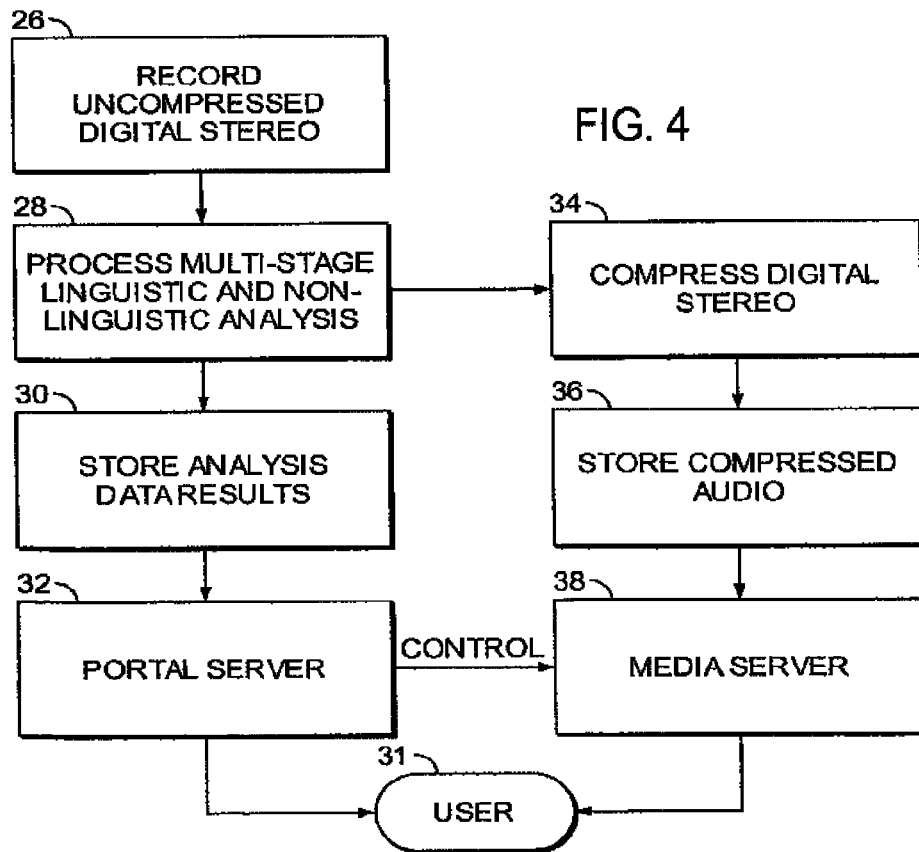 26
RECORD
UNCOMPRESSED
DIGITAL STEREO
FIG. 4
28
PROCESS MULTI-STAGE
LINGUISTIC AND NON-
LINGUISTIC ANALYSIS
34
COMPRESS DIGITAL
STEREO
30
STORE ANALYSIS
DATA RESULTS
36
STORE COMPRESSED
AUDIO
32
PORTAL SERVER
CONTROL
38
MEDIA SERVER
31
USER